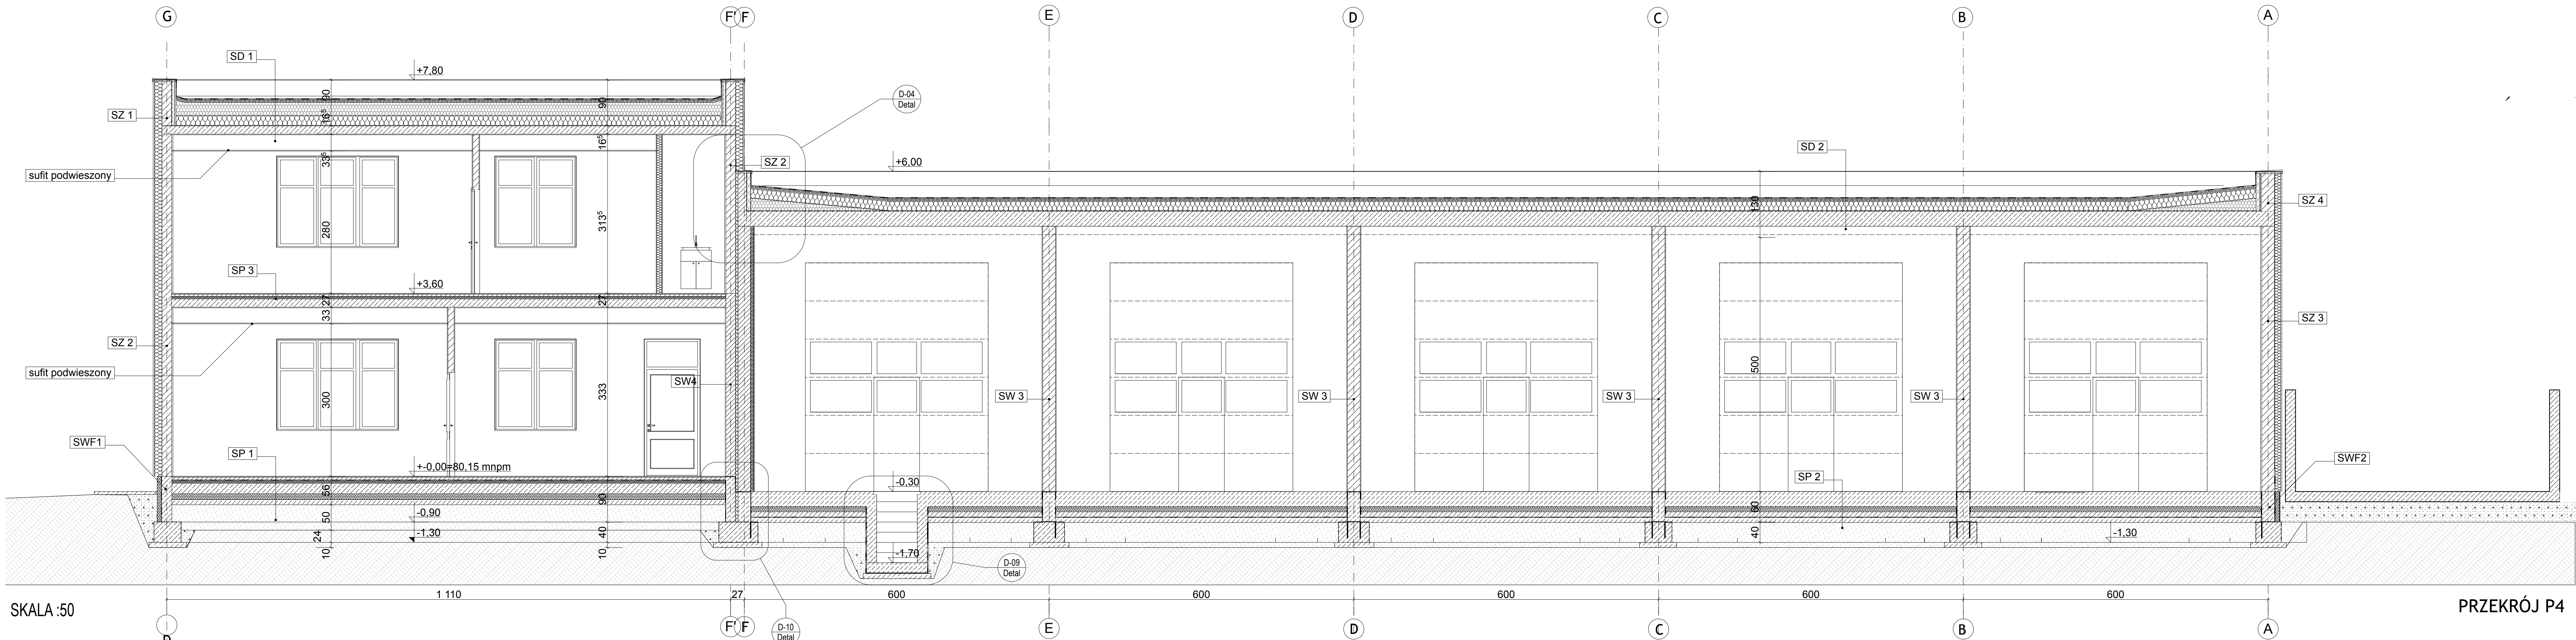 G
F'
F
E
D
C
B
A
SD 1
+7,80
D-04
Detal
90
90
SZ 1
16⁵
16⁵
SZ 2
+6,00
SD 2
33⁵
sufit podwieszony
280
313⁵
130
SZ 4
SP 3
+3,60
27
27
33
SZ 2
SZ 3
sufit podwieszony
SW4
500
300
333
SW 3
SW 3
SW 3
SW 3
SWF1
SP 1
+-0,00=80,15 mnpm
SP 2
SWF2
56
90
-0,30
50
-0,90
60
24
-1,30
40
40
-1,30
10
10
-1,70
D-09
Detal
1 110
27
600
600
600
600
600
SKALA :50
PRZEKRÓJ P4
D
F'
F
D-10
Detal
E
D
C
B
A